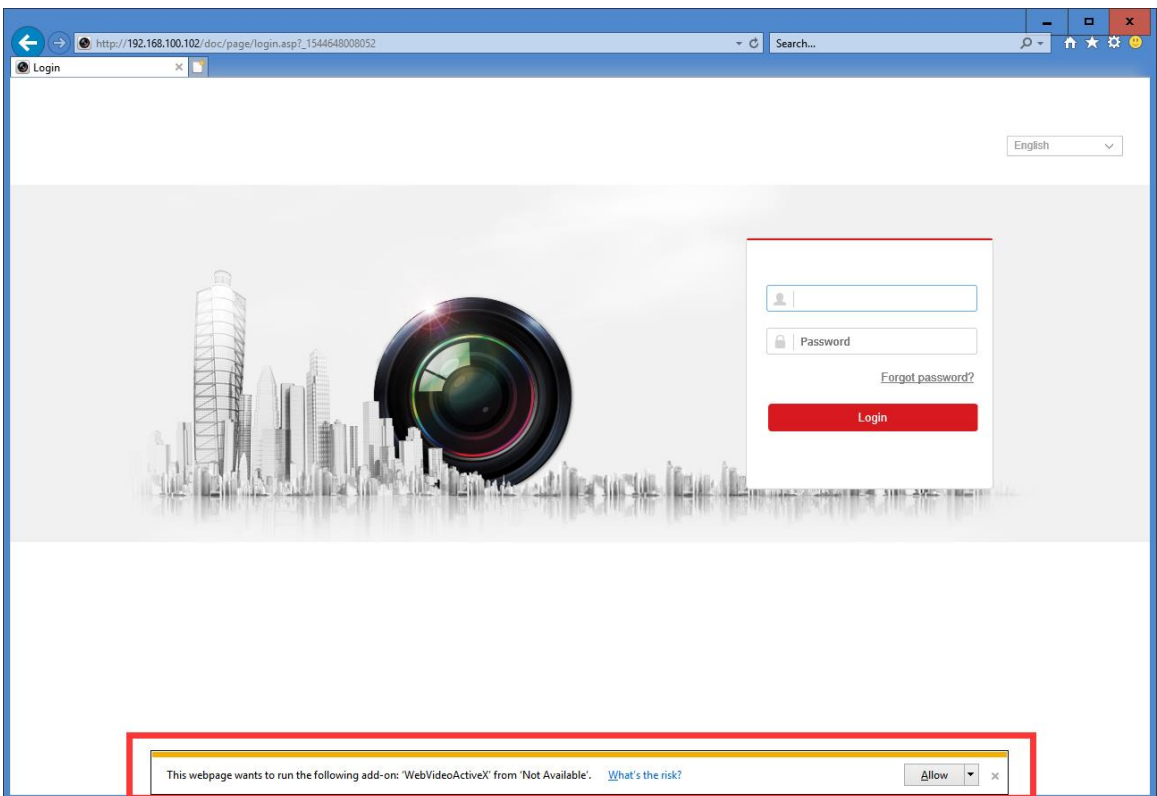 http://192.168.100.102/doc/page/login.asp?_1544648008052
Search...
Login
English
Password
Forgot password?
Login
This webpage wants to run the following add-on: 'WebVideoActiveX' from 'Not Available'. What's the risk? Allow